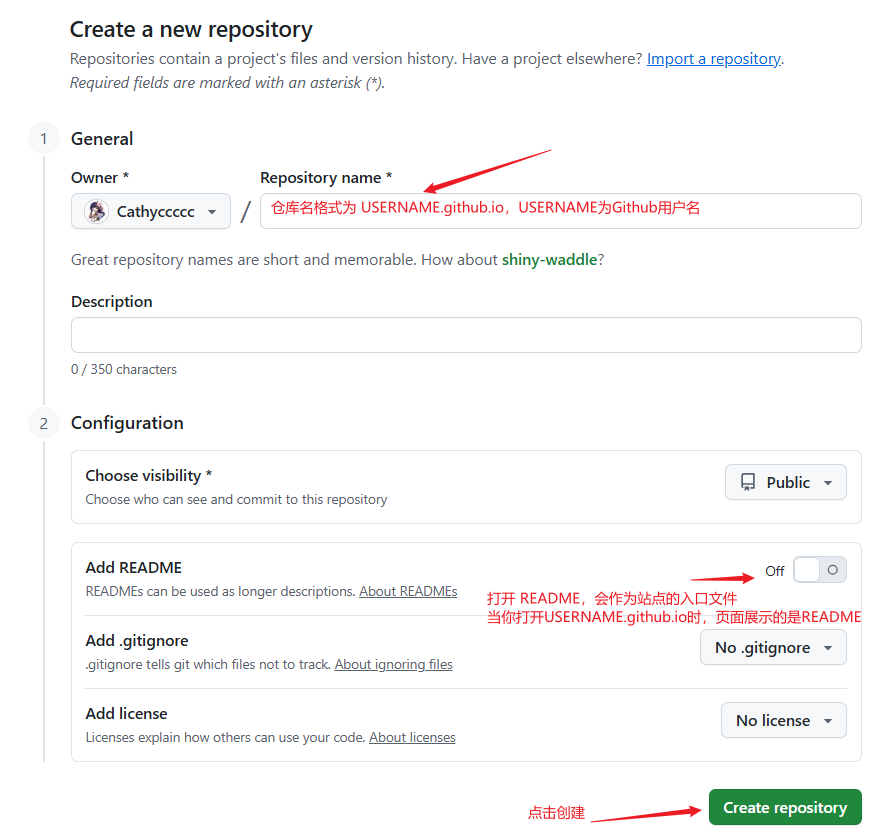 Create a new repository
Repositories contain a project's files and version history. Have a project elsewhere? Import a repository.
Required fields are marked with an asterisk (*).
1 General
Owner * Repository name *
Cathyccccc / 仓库名格式为 USERNAME.github.io，USERNAME为Github用户名
Great repository names are short and memorable. How about shiny-waddle?
Description
0 / 350 characters
2 Configuration
Choose visibility *
Public
Choose who can see and commit to this repository
Add README
Off
READMEs can be used as longer descriptions. About READMEs
打开 README，会作为站点的入口文件
当你打开USERNAME.github.io时，页面展示的是README
Add .gitignore
No .gitignore
.gitignore tells git which files not to track. About ignoring files
Add license
No license
Licenses explain how others can use your code. About licenses
点击创建
Create repository